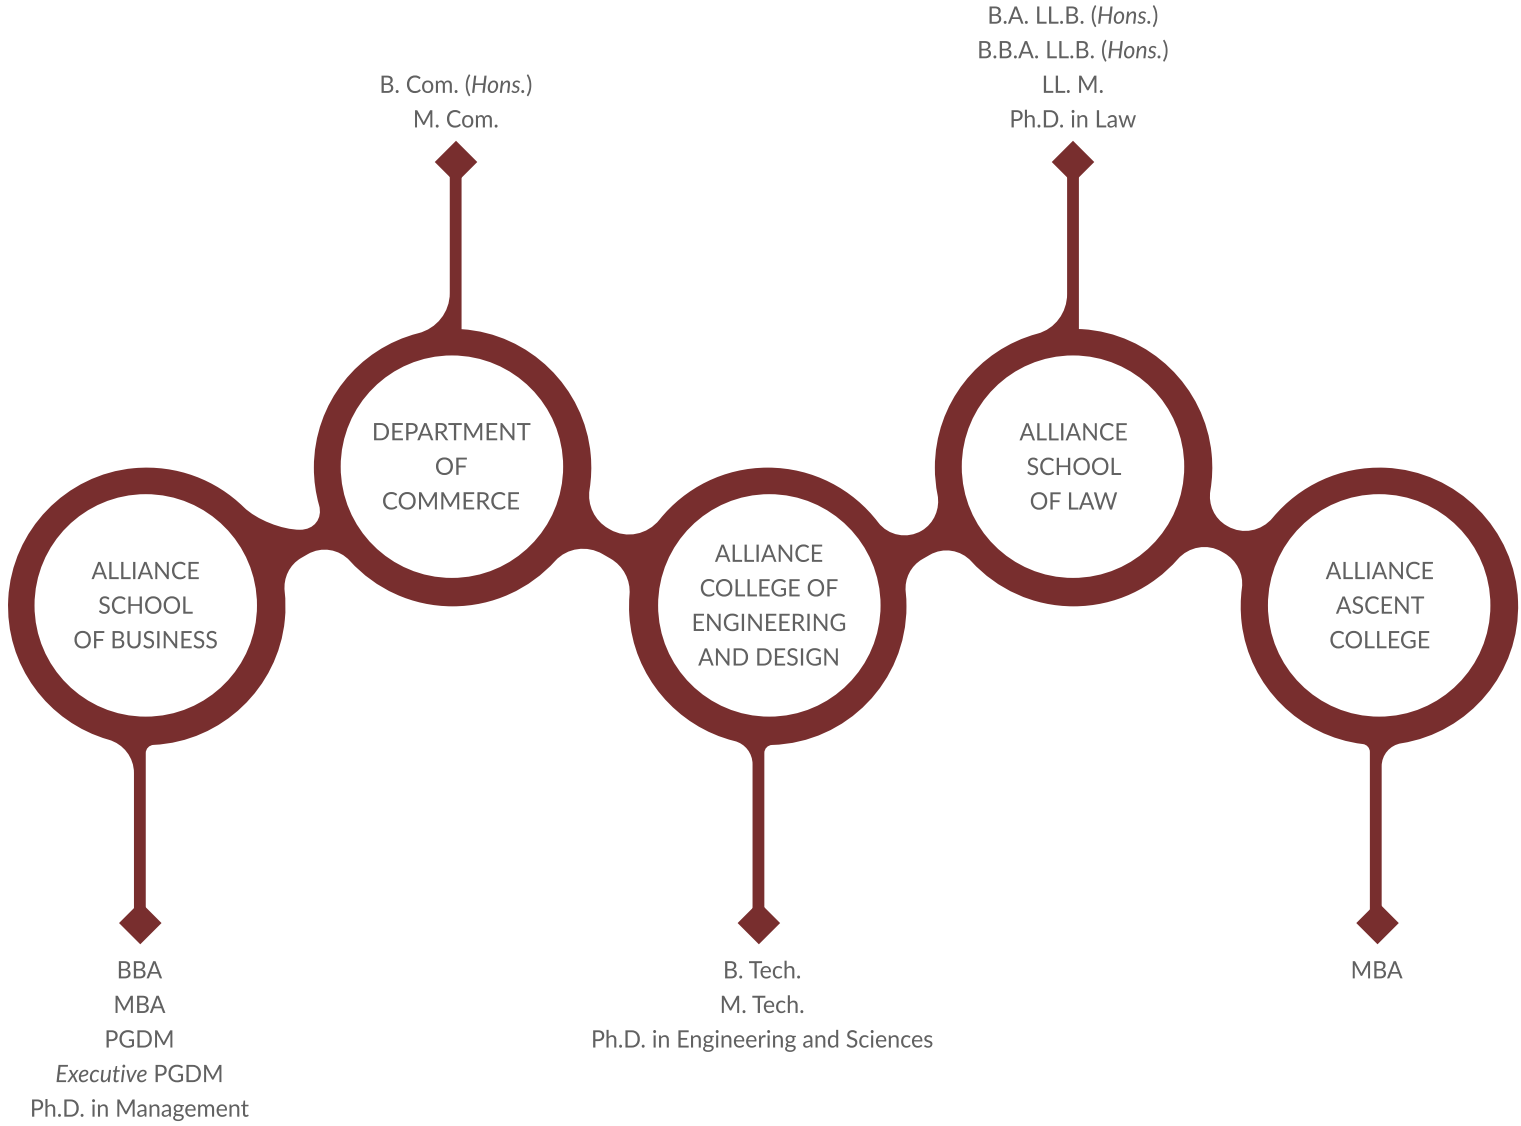 B.A. LL.B. (Hons.)
B.B.A. LL.B. (Hons.)
LL. M.
Ph.D. in Law
B. Com. (Hons.)
M. Com.
DEPARTMENT
OF
COMMERCE
ALLIANCE
SCHOOL
OF LAW
ALLIANCE
SCHOOL
OF BUSINESS
ALLIANCE
COLLEGE OF
ENGINEERING
AND DESIGN
ALLIANCE
ASCENT
COLLEGE
BBA
MBA
PGDM
Executive PGDM
Ph.D. in Management
B. Tech.
M. Tech.
Ph.D. in Engineering and Sciences
MBA